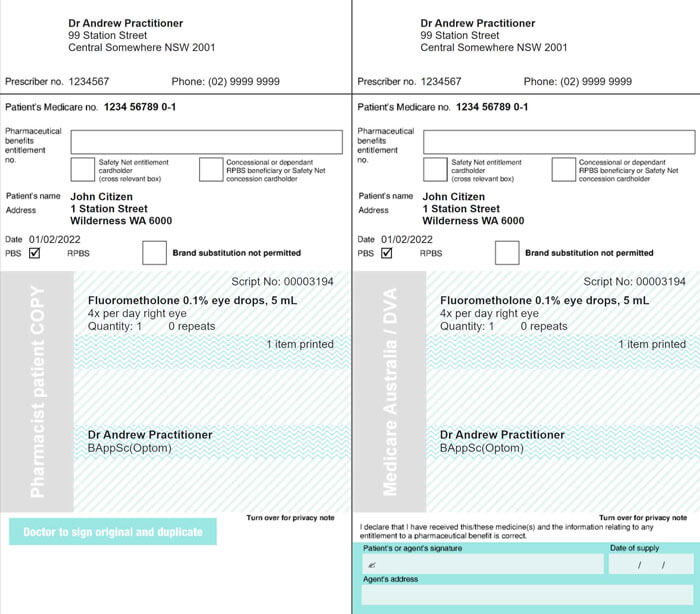 Dr Andrew Practitioner
99 Station Street
Central Somewhere NSW 2001
Prescriber no. 1234567 Phone: (02) 9999 9999
Patient's Medicare no. 1234 56789 0-1
Pharmaceutical
benefits
entitlement
no.
Safety Net entitlement
cardholder
(cross relevant box)
Concessional or dependant
RPBS beneficiary or Safety Net
concession cardholder
Patient's name John Citizen
Address 1 Station Street
Wilderness WA 6000
Date 01/02/2022
PBS RPBS Brand substitution not permitted
Script No: 00003194
Fluorometholone 0.1% eye drops, 5 mL
4x per day right eye
Quantity: 1 0 repeats
1 item printed
Pharmacist patient COPY
Dr Andrew Practitioner
BAppSc(Optom)
Turn over for privacy note
Doctor to sign original and duplicate
Dr Andrew Practitioner
99 Station Street
Central Somewhere NSW 2001
Prescriber no. 1234567 Phone: (02) 9999 9999
Patient's Medicare no. 1234 56789 0-1
Pharmaceutical
benefits
entitlement
no.
Safety Net entitlement
cardholder
(cross relevant box)
Concessional or dependant
RPBS beneficiary or Safety Net
concession cardholder
Patient's name John Citizen
Address 1 Station Street
Wilderness WA 6000
Date 01/02/2022
PBS RPBS Brand substitution not permitted
Script No: 00003194
Fluorometholone 0.1% eye drops, 5 mL
4x per day right eye
Quantity: 1 0 repeats
1 item printed
Medicare Australia / DVA
Dr Andrew Practitioner
BAppSc(Optom)
Turn over for privacy note
I declare that I have received this/these medicine(s) and the information relating to any
entitlement to a pharmaceutical benefit is correct.
Patient's or agent's signature Date of supply
/ /
Agent's address